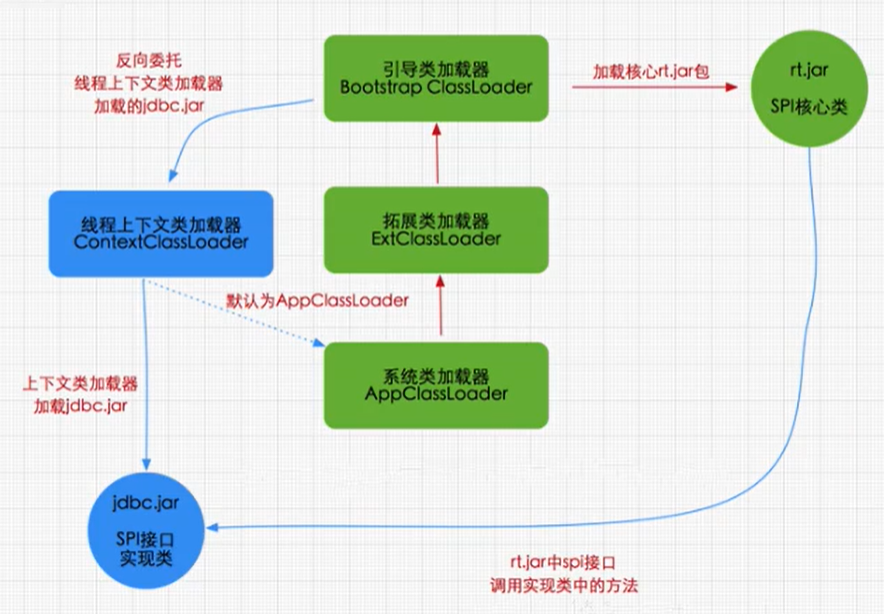 反向委托
线程上下文类加载器
加载的jdbc.jar
引导类加载器
Bootstrap ClassLoader
加载核心rt.jar包
rt.jar
SPI核心类
线程上下文类加载器
ContextClassLoader
拓展类加载器
ExtClassLoader
默认为AppClassLoader
系统类加载器
AppClassLoader
上下文类加载器
加载jdbc.jar
jdbc.jar
SPI接口
实现类
rt.jar中spi接口
调用实现类中的方法